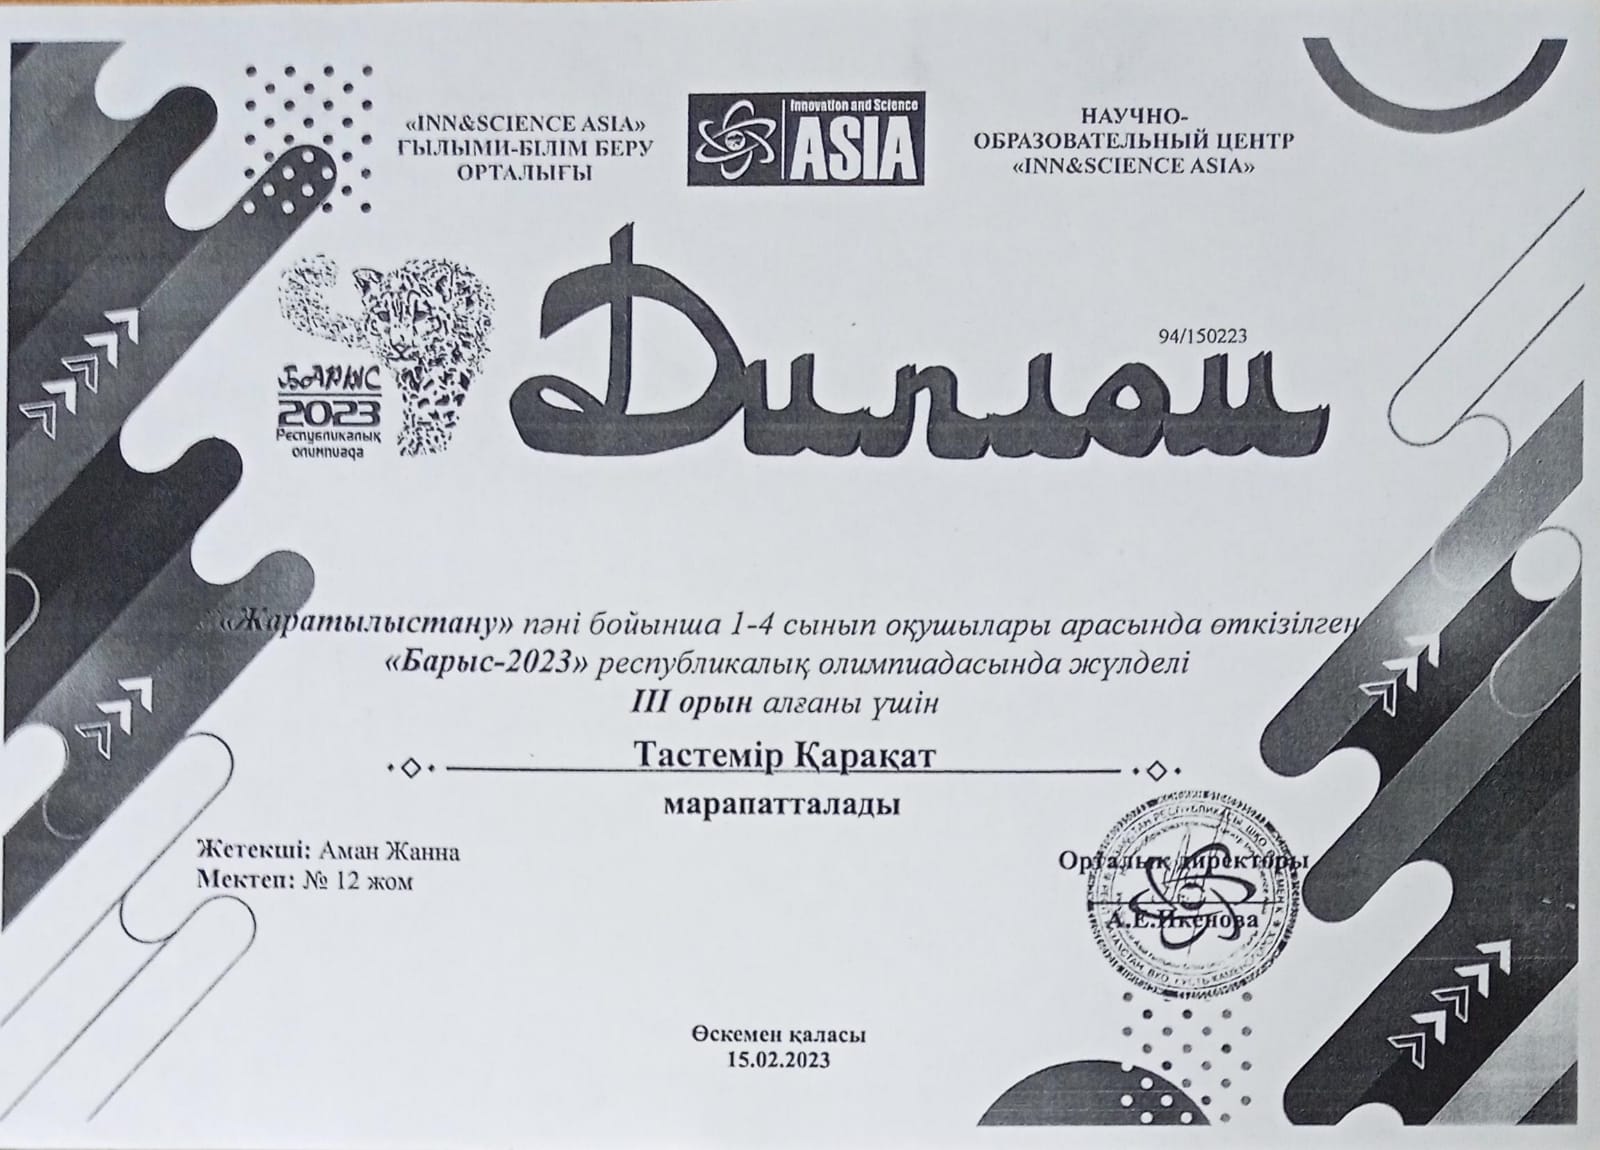 «INN&SCIENCE ASIA»
ҒЫЛЫМИ-БІЛІМ БЕРУ
ОРТАЛЫҒЫ
Innovation and Science
ASIA
НАУЧНО-
ОБРАЗОВАТЕЛЬНЫЙ ЦЕНТР
«INN&SCIENCE ASIA»
БАРЫС
2023
Республикалық
олимпиада
Диплом
94/150223
«Жаратылыстану» пәні бойынша 1-4 сынып оқушылары арасында өткізілген
«Барыс-2023» республикалық олимпиадасында жүлделі
III орын алғаны үшін
Тастемір Қарақат
марапатталады
Жетекші: Аман Жанна
Мектеп: № 12 жом
Орталық директоры
А.Е.Икенова
Өскемен қаласы
15.02.2023